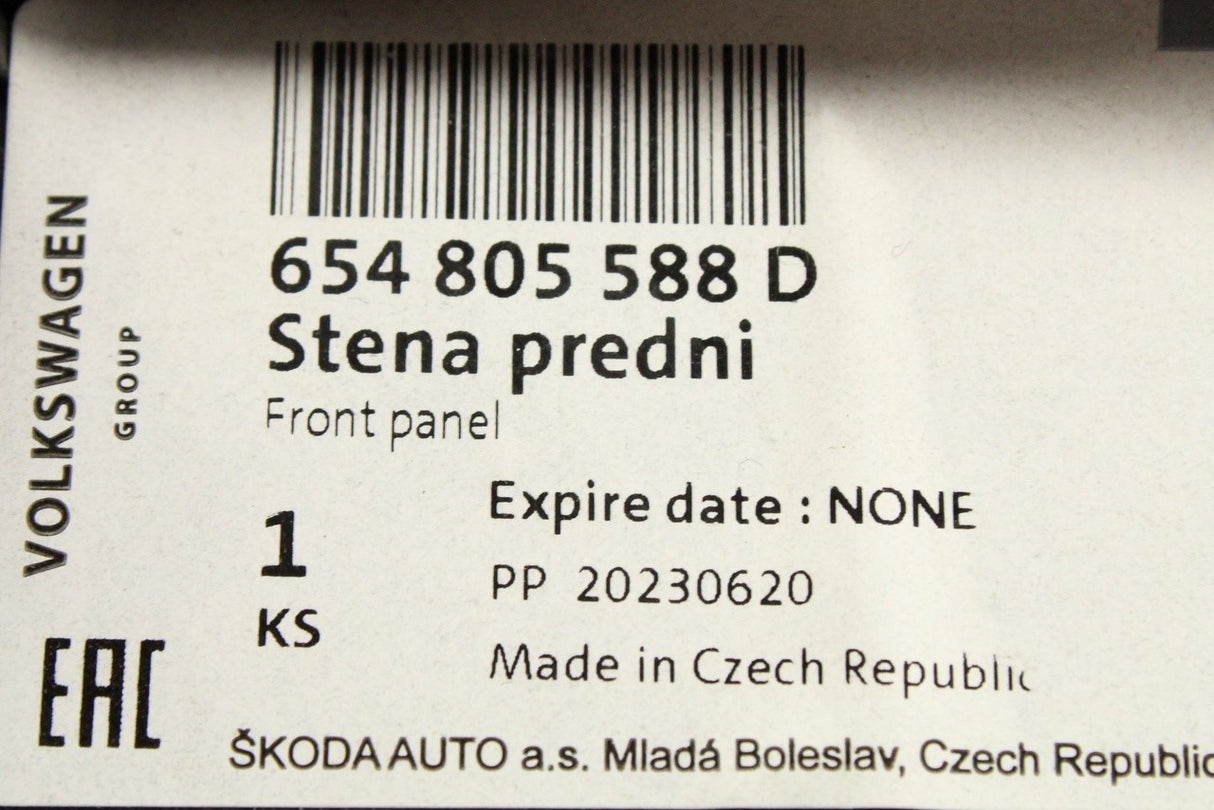 VOLKSWAGEN
GROUP
654 805 588 D
Stena predni
Front panel
1
KS
Expire date : NONE
PP 20230620
Made in Czech Republic
EAC
ŠKODA AUTO a.s. Mladá Boleslav, Czech Republic